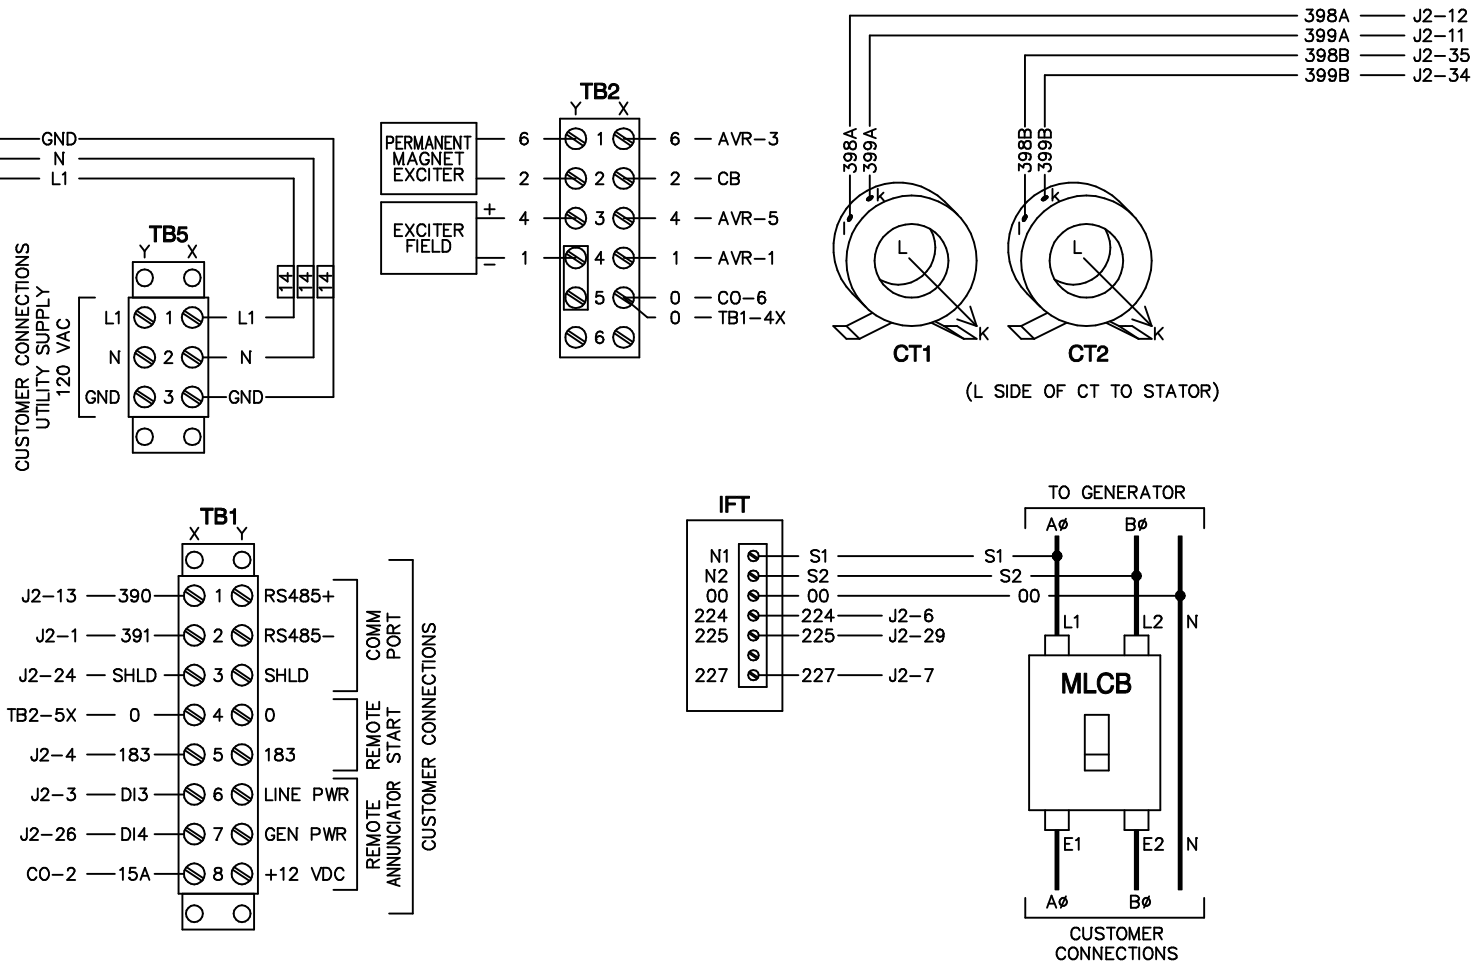 398A J2-12
399A J2-11
398B J2-35
399B J2-34
398A
399A
398B
399B
l k
l k
L
K
L
K
CT1
CT2
(L SIDE OF CT TO STATOR)
GND
N
L1
TB5
Y X
14 14 14
L1 1 L1
N 2 N
GND 3 GND
CUSTOMER CONNECTIONS
UTILITY SUPPLY
120 VAC
TB2
Y X
PERMANENT
MAGNET
EXCITER
EXCITER
FIELD
+
-
6 1 6 AVR-3
2 2 2 CB
4 3 4 AVR-5
1 4 1 AVR-1
5 0 CO-6
0 TB1-4X
6
TB1
X Y
J2-13 390 1 RS485+
J2-1 391 2 RS485-
J2-24 SHLD 3 SHLD
TB2-5X 0 4 0
J2-4 183 5 183
J2-3 DI3 6 LINE PWR
J2-26 DI4 7 GEN PWR
CO-2 15A 8 +12 VDC
COMM
PORT
REMOTE
START
REMOTE
ANNUNCIATOR
CUSTOMER CONNECTIONS
IFT
N1 S1 S1
N2 S2 S2
00 00 00
224 224 J2-6
225 225 J2-29
227 227 J2-7
TO GENERATOR
AØ BØ
L1 L2 N
MLCB
E1 E2 N
AØ BØ
CUSTOMER
CONNECTIONS